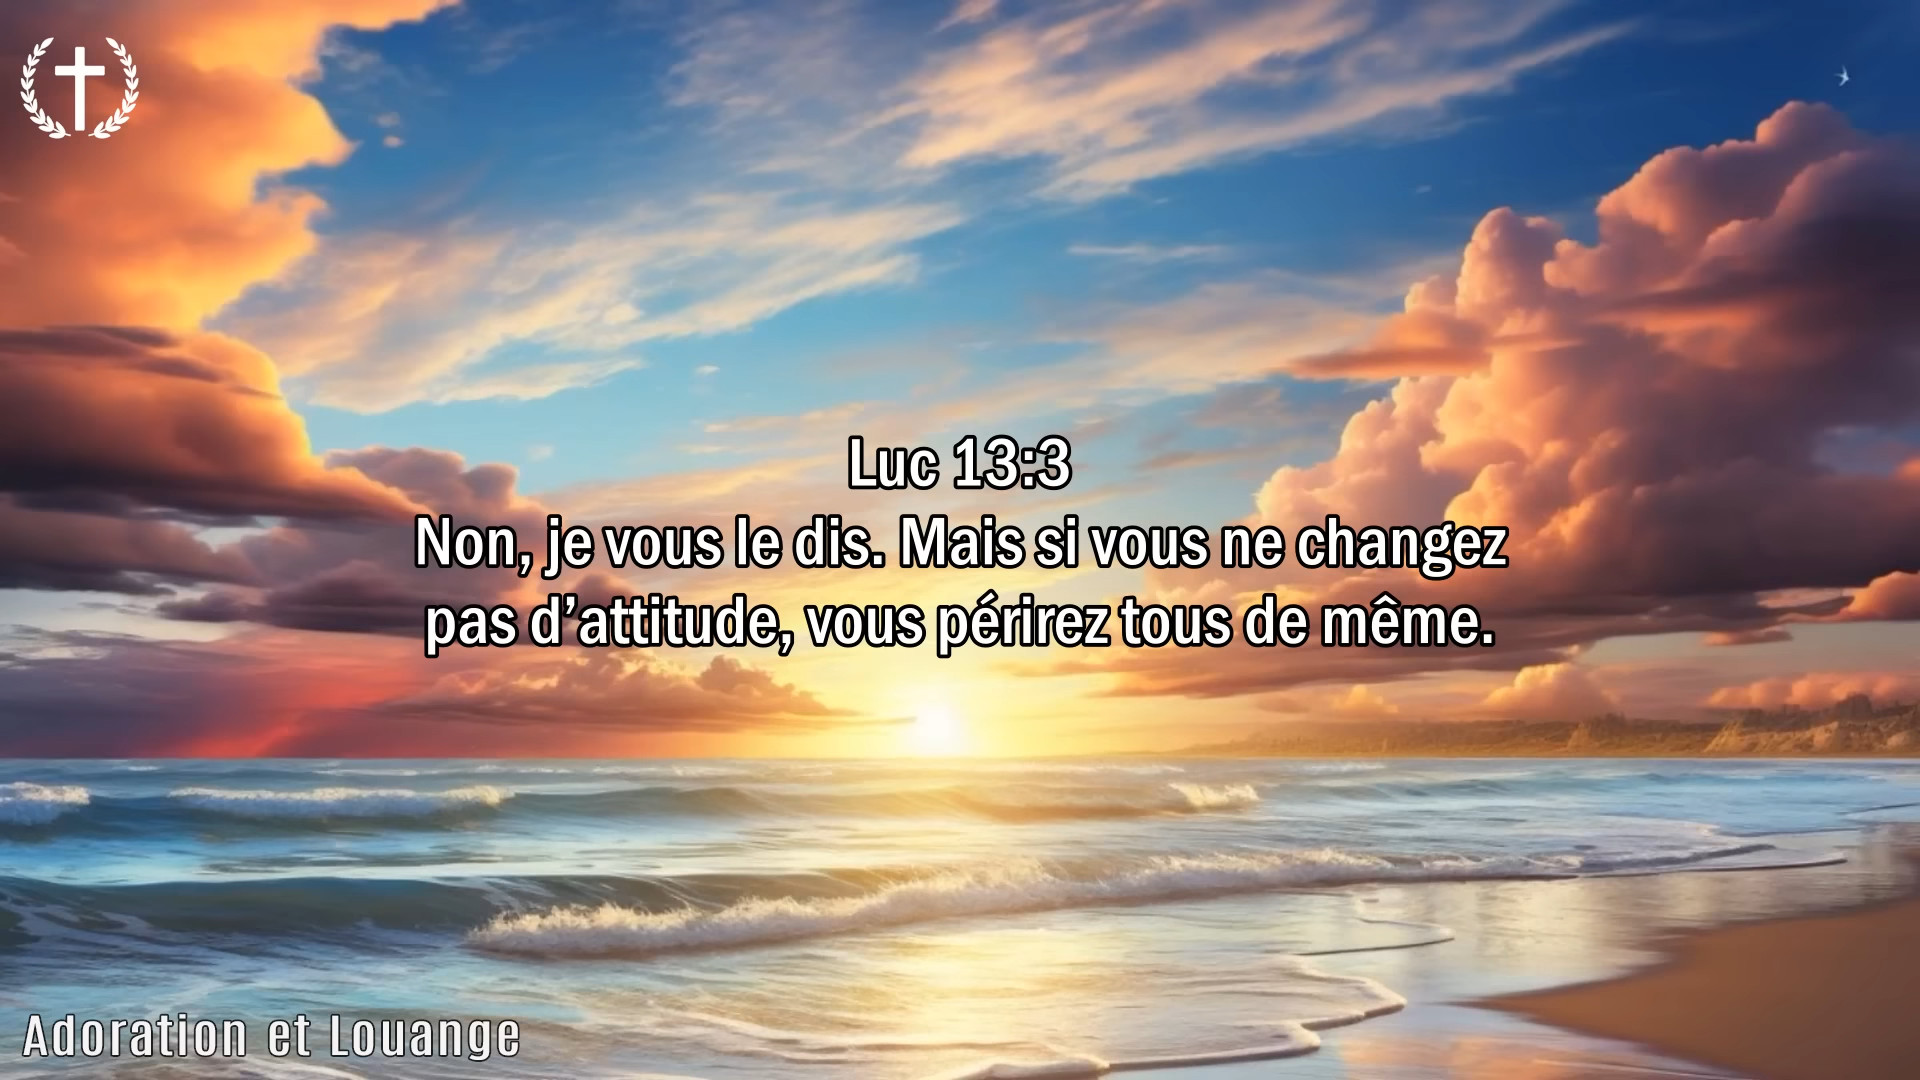 Luc 13:3
Non, je vous le dis. Mais si vous ne changez
pas d’attitude, vous périrez tous de même.
Adoration et Louange